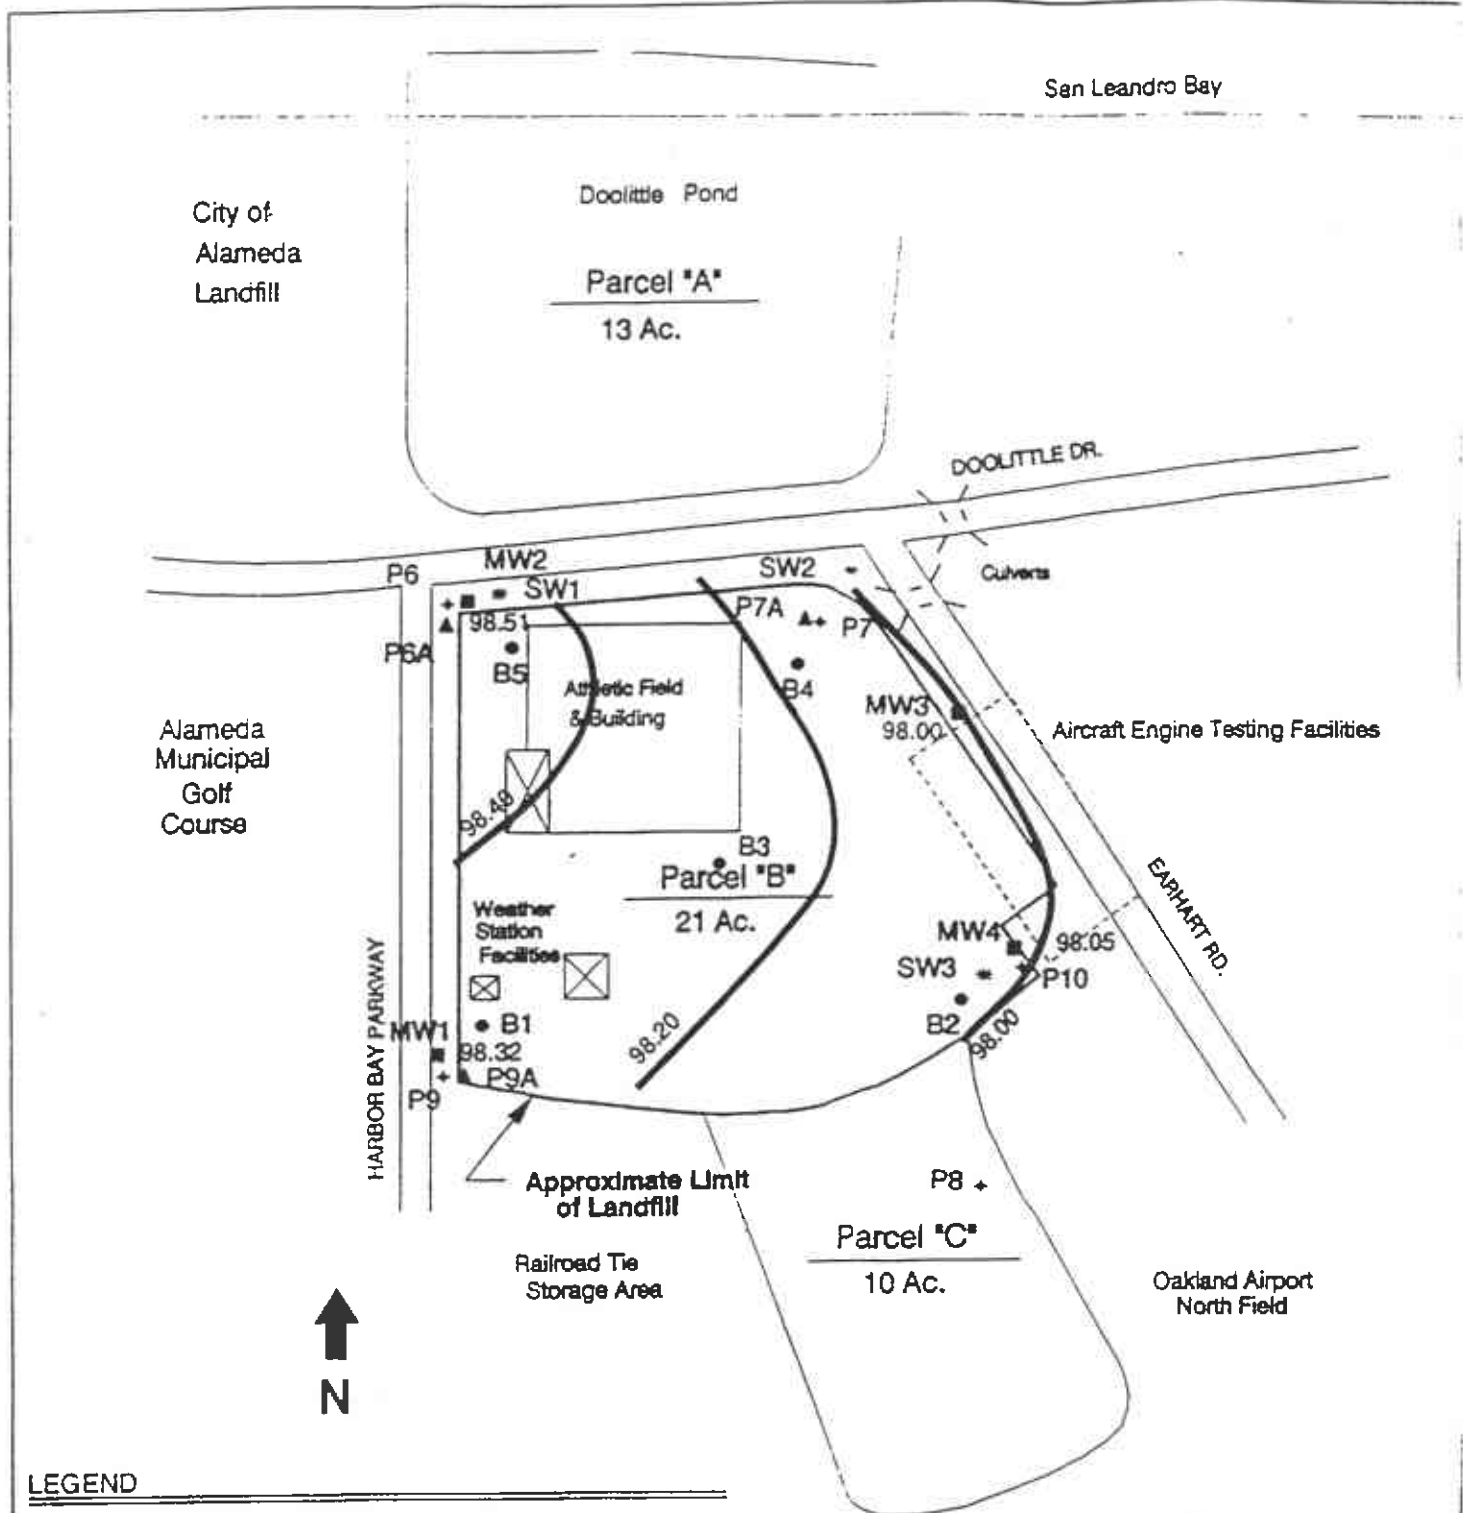 San Leandro Bay
Doolittle Pond
City of
Alameda
Landfill
Parcel "A"
13 Ac.
DOOLITTLE DR.
MW2
SW2
P6
SW1
Culverts
P7A
P7
98.51
P6A
B5
B4
Athletic Field
& Building
MW3
98.00
Aircraft Engine Testing Facilities
Alameda
Municipal
Golf
Course
98.40
B3
Parcel "B"
21 Ac.
EARHART RD.
Weather
Station
Facilities
MW4
98.05
SW3
P10
HARBOR BAY PARKWAY
B2
98.00
MW1
B1
98.32
98.20
P9A
P9
Approximate Limit
of Landfill
P8
Parcel "C"
10 Ac.
Railroad Tie
Storage Area
Oakland Airport
North Field
N
LEGEND